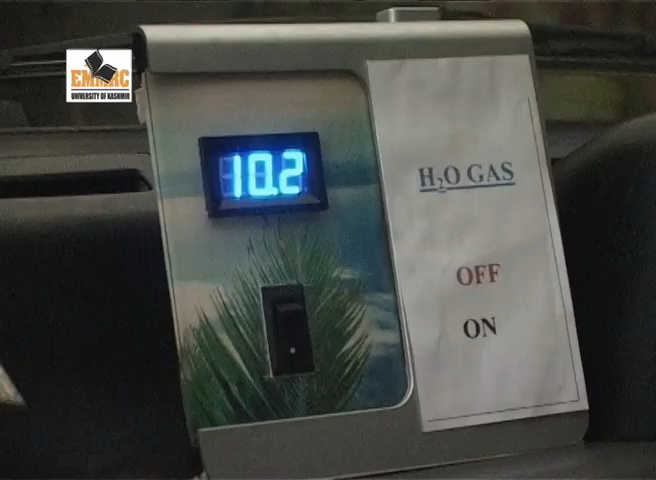 EMMRC
UNIVERSITY OF KASHMIR
10.2
H₂O GAS
OFF
ON